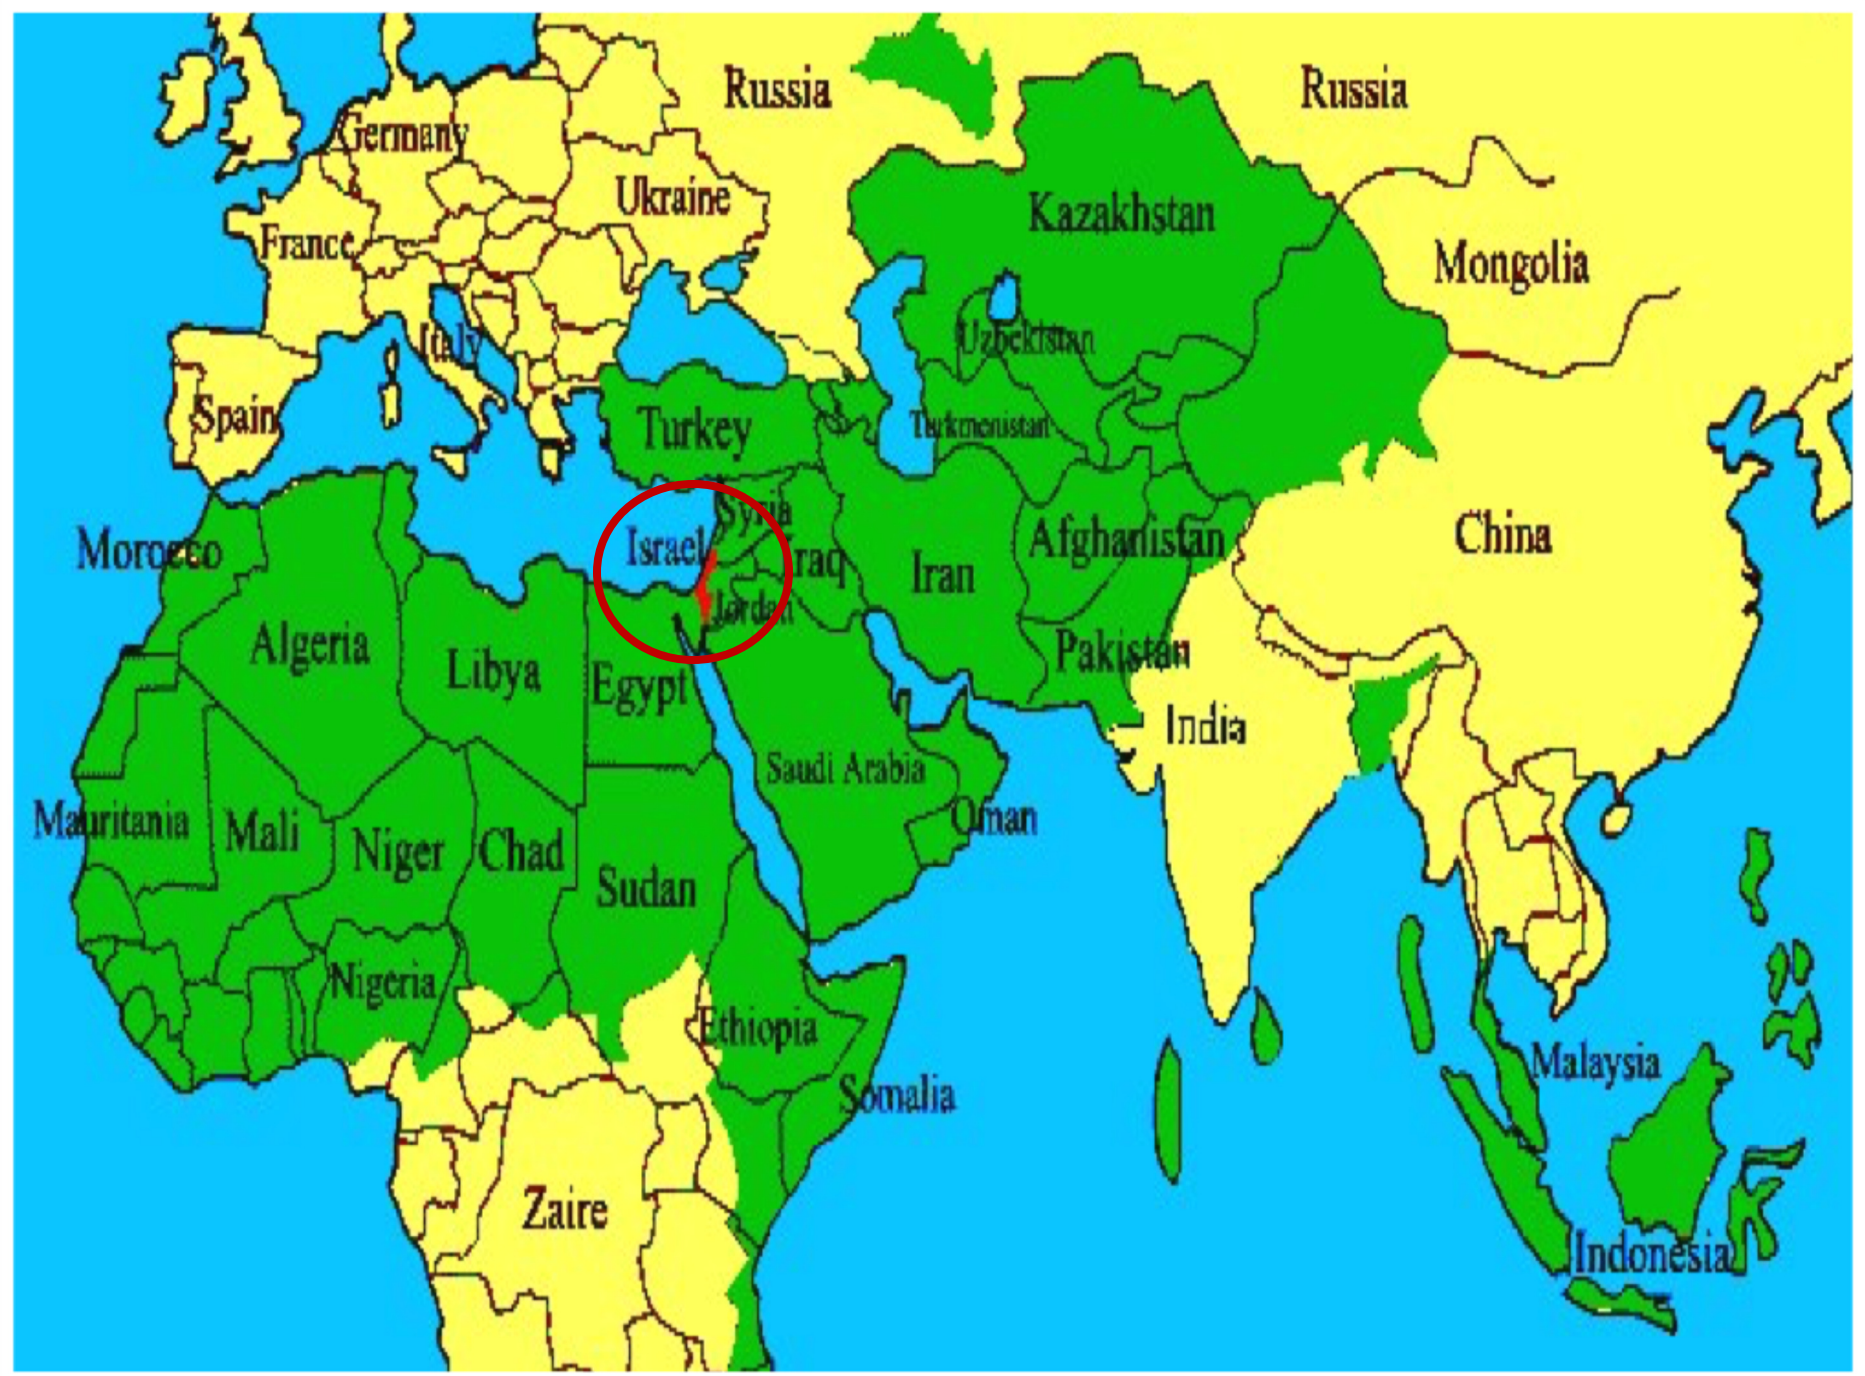 Russia
Russia
Germany
Ukraine
Kazakhstan
France
Mongolia
Italy
Uzbekistan
Spain
Turkey
Turkmenistan
Syria
Morocco
Israel
Iraq
Iran
Afghanistan
China
Jordan
Algeria
Libya
Egypt
Pakistan
India
Saudi Arabia
Mauritania
Mali
Niger
Chad
Oman
Sudan
Nigeria
Ethiopia
Malaysia
Somalia
Zaire
Indonesia